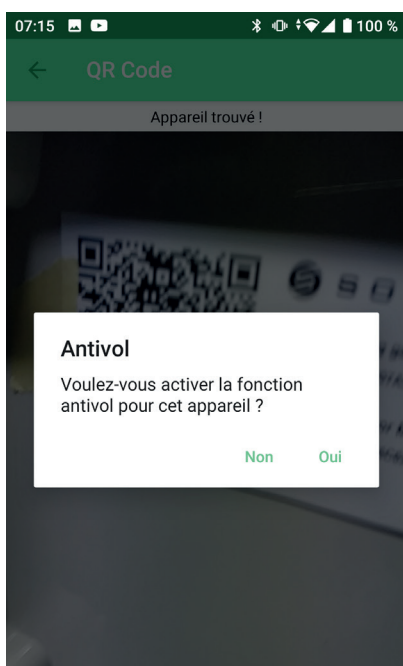 07:15 100 %
QR Code
Appareil trouvé !
Antivol
Voulez-vous activer la fonction
antivol pour cet appareil ?
Non Oui